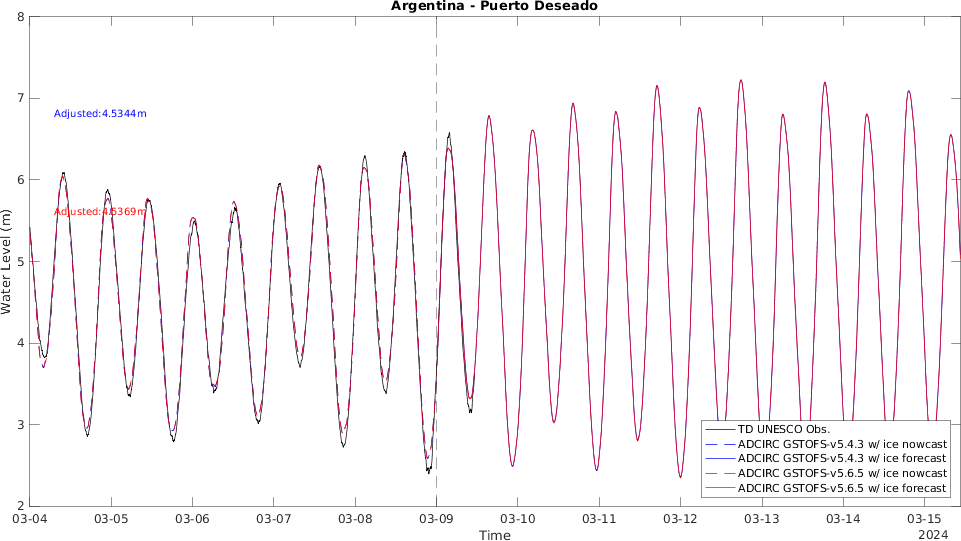 Argentina - Puerto Deseado
8
7
6
5
4
3
2
Water Level (m)
Adjusted:4.5344m
Adjusted:4.5369m
TD UNESCO Obs.
ADCIRC GSTOFS-v5.4.3 w/ ice nowcast
ADCIRC GSTOFS-v5.4.3 w/ ice forecast
ADCIRC GSTOFS-v5.6.5 w/ ice nowcast
ADCIRC GSTOFS-v5.6.5 w/ ice forecast
03-04 03-05 03-06 03-07 03-08 03-09 03-10 03-11 03-12 03-13 03-14 03-15
Time
2024